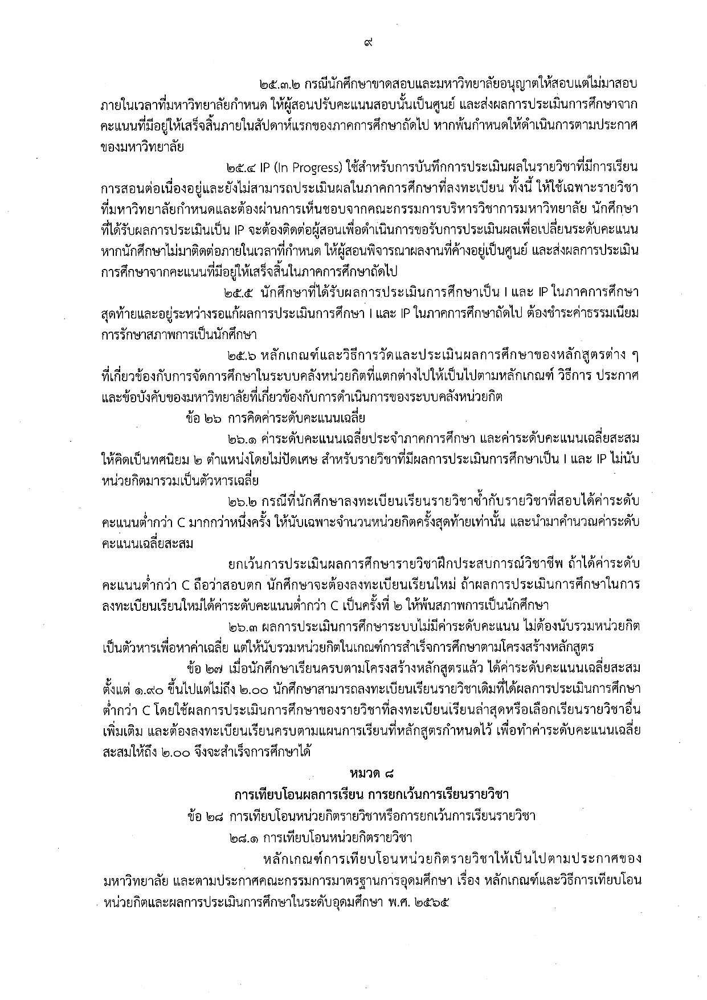 ๙
๒๕.๓.๒ กรณีนักศึกษาขาดสอบและมหาวิทยาลัยอนุญาตให้สอบแต่ไม่มาสอบ
ภายในเวลาที่มหาวิทยาลัยกำหนด ให้ผู้สอนปรับคะแนนสอบนั้นเป็นศูนย์ และส่งผลการประเมินการศึกษาจาก
คะแนนที่มีอยู่ให้เสร็จสิ้นภายในสัปดาห์แรกของภาคการศึกษาถัดไป หากพ้นกำหนดให้ดำเนินการตามประกาศ
ของมหาวิทยาลัย
๒๕.๔ IP (In Progress) ใช้สำหรับการบันทึกการประเมินผลในรายวิชาที่มีการเรียน
การสอนต่อเนื่องอยู่และยังไม่สามารถประเมินผลในภาคการศึกษาที่ลงทะเบียน ทั้งนี้ ให้ใช้เฉพาะรายวิชา
ที่มหาวิทยาลัยกำหนดและต้องผ่านการเห็นชอบจากคณะกรรมการบริหารวิชาการมหาวิทยาลัย นักศึกษา
ที่ได้รับผลการประเมินเป็น IP จะต้องติดต่อผู้สอนเพื่อดำเนินการขอรับการประเมินผลเพื่อเปลี่ยนระดับคะแนน
หากนักศึกษาไม่มาติดต่อภายในเวลาที่กำหนด ให้ผู้สอนพิจารณาผลงานที่ค้างอยู่เป็นศูนย์ และส่งผลการประเมิน
การศึกษาจากคะแนนที่มีอยู่ให้เสร็จสิ้นในภาคการศึกษาถัดไป
๒๕.๕ นักศึกษาที่ได้รับผลการประเมินการศึกษาเป็น I และ IP ในภาคการศึกษา
สุดท้ายและอยู่ระหว่างรอแก้ผลการประเมินการศึกษา I และ IP ในภาคการศึกษาถัดไป ต้องชำระค่าธรรมเนียม
การรักษาสภาพการเป็นนักศึกษา
๒๕.๖ หลักเกณฑ์และวิธีการวัดและประเมินผลการศึกษาของหลักสูตรต่าง ๆ
ที่เกี่ยวข้องกับการจัดการศึกษาในระบบคลังหน่วยกิตที่แตกต่างไปให้เป็นไปตามหลักเกณฑ์ วิธีการ ประกาศ
และข้อบังคับของมหาวิทยาลัยที่เกี่ยวข้องกับการดำเนินการของระบบคลังหน่วยกิต
ข้อ ๒๖ การคิดค่าระดับคะแนนเฉลี่ย
๒๖.๑ ค่าระดับคะแนนเฉลี่ยประจำภาคการศึกษา และค่าระดับคะแนนเฉลี่ยสะสม
ให้คิดเป็นทศนิยม ๒ ตำแหน่งโดยไม่ปัดเศษ สำหรับรายวิชาที่มีผลการประเมินการศึกษาเป็น I และ IP ไม่นับ
หน่วยกิตมารวมเป็นตัวหารเฉลี่ย
๒๖.๒ กรณีที่นักศึกษาลงทะเบียนเรียนรายวิชาซ้ำกับรายวิชาที่สอบได้ค่าระดับ
คะแนนต่ำกว่า C มากกว่าหนึ่งครั้ง ให้นับเฉพาะจำนวนหน่วยกิตครั้งสุดท้ายเท่านั้น และนำมาคำนวณค่าระดับ
คะแนนเฉลี่ยสะสม
ยกเว้นการประเมินผลการศึกษารายวิชาฝึกประสบการณ์วิชาชีพ ถ้าได้ค่าระดับ
คะแนนต่ำกว่า C ถือว่าสอบตก นักศึกษาจะต้องลงทะเบียนเรียนใหม่ ถ้าผลการประเมินการศึกษาในการ
ลงทะเบียนเรียนใหม่ได้ค่าระดับคะแนนต่ำกว่า C เป็นครั้งที่ ๒ ให้พ้นสภาพการเป็นนักศึกษา
๒๖.๓ ผลการประเมินการศึกษาระบบไม่มีค่าระดับคะแนน ไม่ต้องนับรวมหน่วยกิต
เป็นตัวหารเพื่อหาค่าเฉลี่ย แต่ให้นับรวมหน่วยกิตในเกณฑ์การสำเร็จการศึกษาตามโครงสร้างหลักสูตร
ข้อ ๒๗ เมื่อนักศึกษาเรียนครบตามโครงสร้างหลักสูตรแล้ว ได้ค่าระดับคะแนนเฉลี่ยสะสม
ตั้งแต่ ๑.๙๐ ขึ้นไปแต่ไม่ถึง ๒.๐๐ นักศึกษาสามารถลงทะเบียนเรียนรายวิชาเดิมที่ได้ผลการประเมินการศึกษา
ต่ำกว่า C โดยใช้ผลการประเมินการศึกษาของรายวิชาที่ลงทะเบียนเรียนล่าสุดหรือเลือกเรียนรายวิชาอื่น
เพิ่มเติม และต้องลงทะเบียนเรียนครบตามแผนการเรียนที่หลักสูตรกำหนดไว้ เพื่อทำค่าระดับคะแนนเฉลี่ย
สะสมให้ถึง ๒.๐๐ จึงจะสำเร็จการศึกษาได้
หมวด ๘
การเทียบโอนผลการเรียน การยกเว้นการเรียนรายวิชา
ข้อ ๒๘ การเทียบโอนหน่วยกิตรายวิชาหรือการยกเว้นการเรียนรายวิชา
๒๘.๑ การเทียบโอนหน่วยกิตรายวิชา
หลักเกณฑ์การเทียบโอนหน่วยกิตรายวิชาให้เป็นไปตามประกาศของ
มหาวิทยาลัย และตามประกาศคณะกรรมการมาตรฐานการอุดมศึกษา เรื่อง หลักเกณฑ์และวิธีการเทียบโอน
หน่วยกิตและผลการประเมินการศึกษาในระดับอุดมศึกษา พ.ศ. ๒๕๖๕